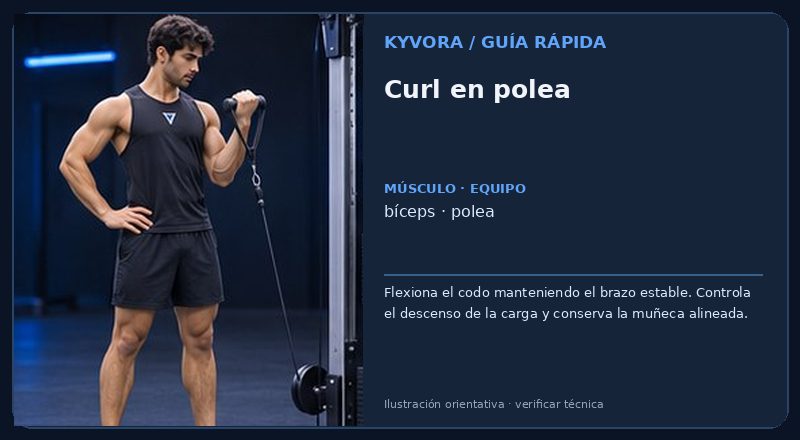 KYVORA / GUÍA RÁPIDA
Curl en polea
MÚSCULO · EQUIPO
bíceps · polea
Flexiona el codo manteniendo el brazo estable. Controla
el descenso de la carga y conserva la muñeca alineada.
Ilustración orientativa · verificar técnica